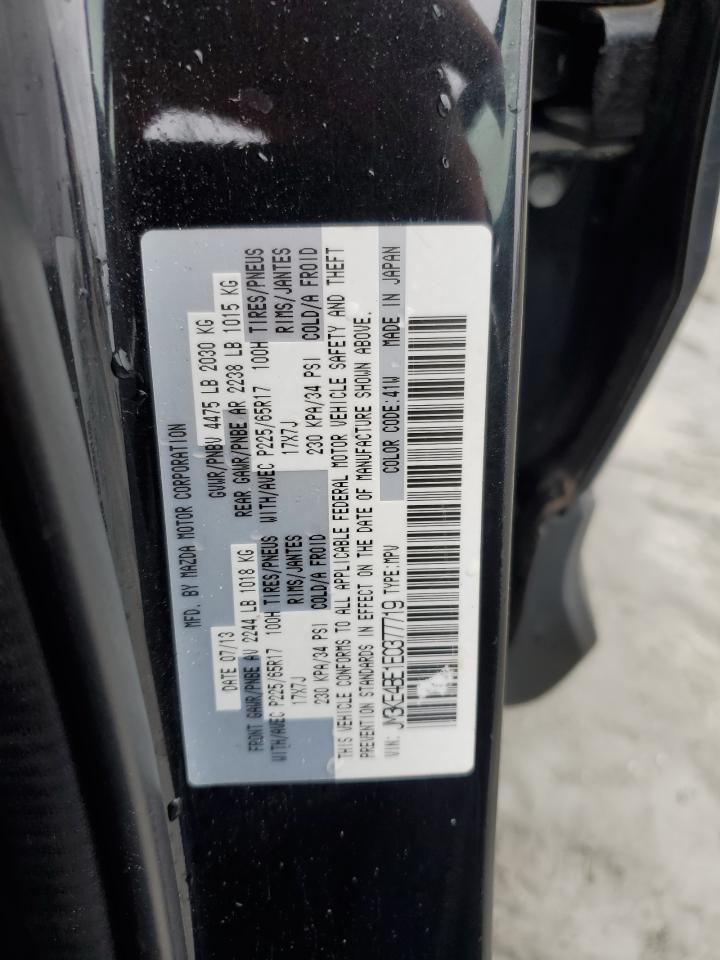 MFD. BY MAZDA MOTOR CORPORATION
DATE 07/13 GVWR/PNBV 4475 LB 2030 KG
FRONT GAWR/PNBE AV 2244 LB 1018 KG REAR GAWR/PNBE AR 2238 LB 1015 KG
WITH/AVEC P225/65R17 100H TIRES/PNEUS WITH/AVEC P225/65R17 100H TIRES/PNEUS
17X7J RIMS/JANTES 17X7J RIMS/JANTES
230 KPA/34 PSI COLD/A FROID 230 KPA/34 PSI COLD/A FROID
THIS VEHICLE CONFORMS TO ALL APPLICABLE FEDERAL MOTOR VEHICLE SAFETY AND THEFT
PREVENTION STANDARDS IN EFFECT ON THE DATE OF MANUFACTURE SHOWN ABOVE.
VIN: JM3KE4BE1E0377719 TYPE:MPV COLOR CODE:41W MADE IN JAPAN